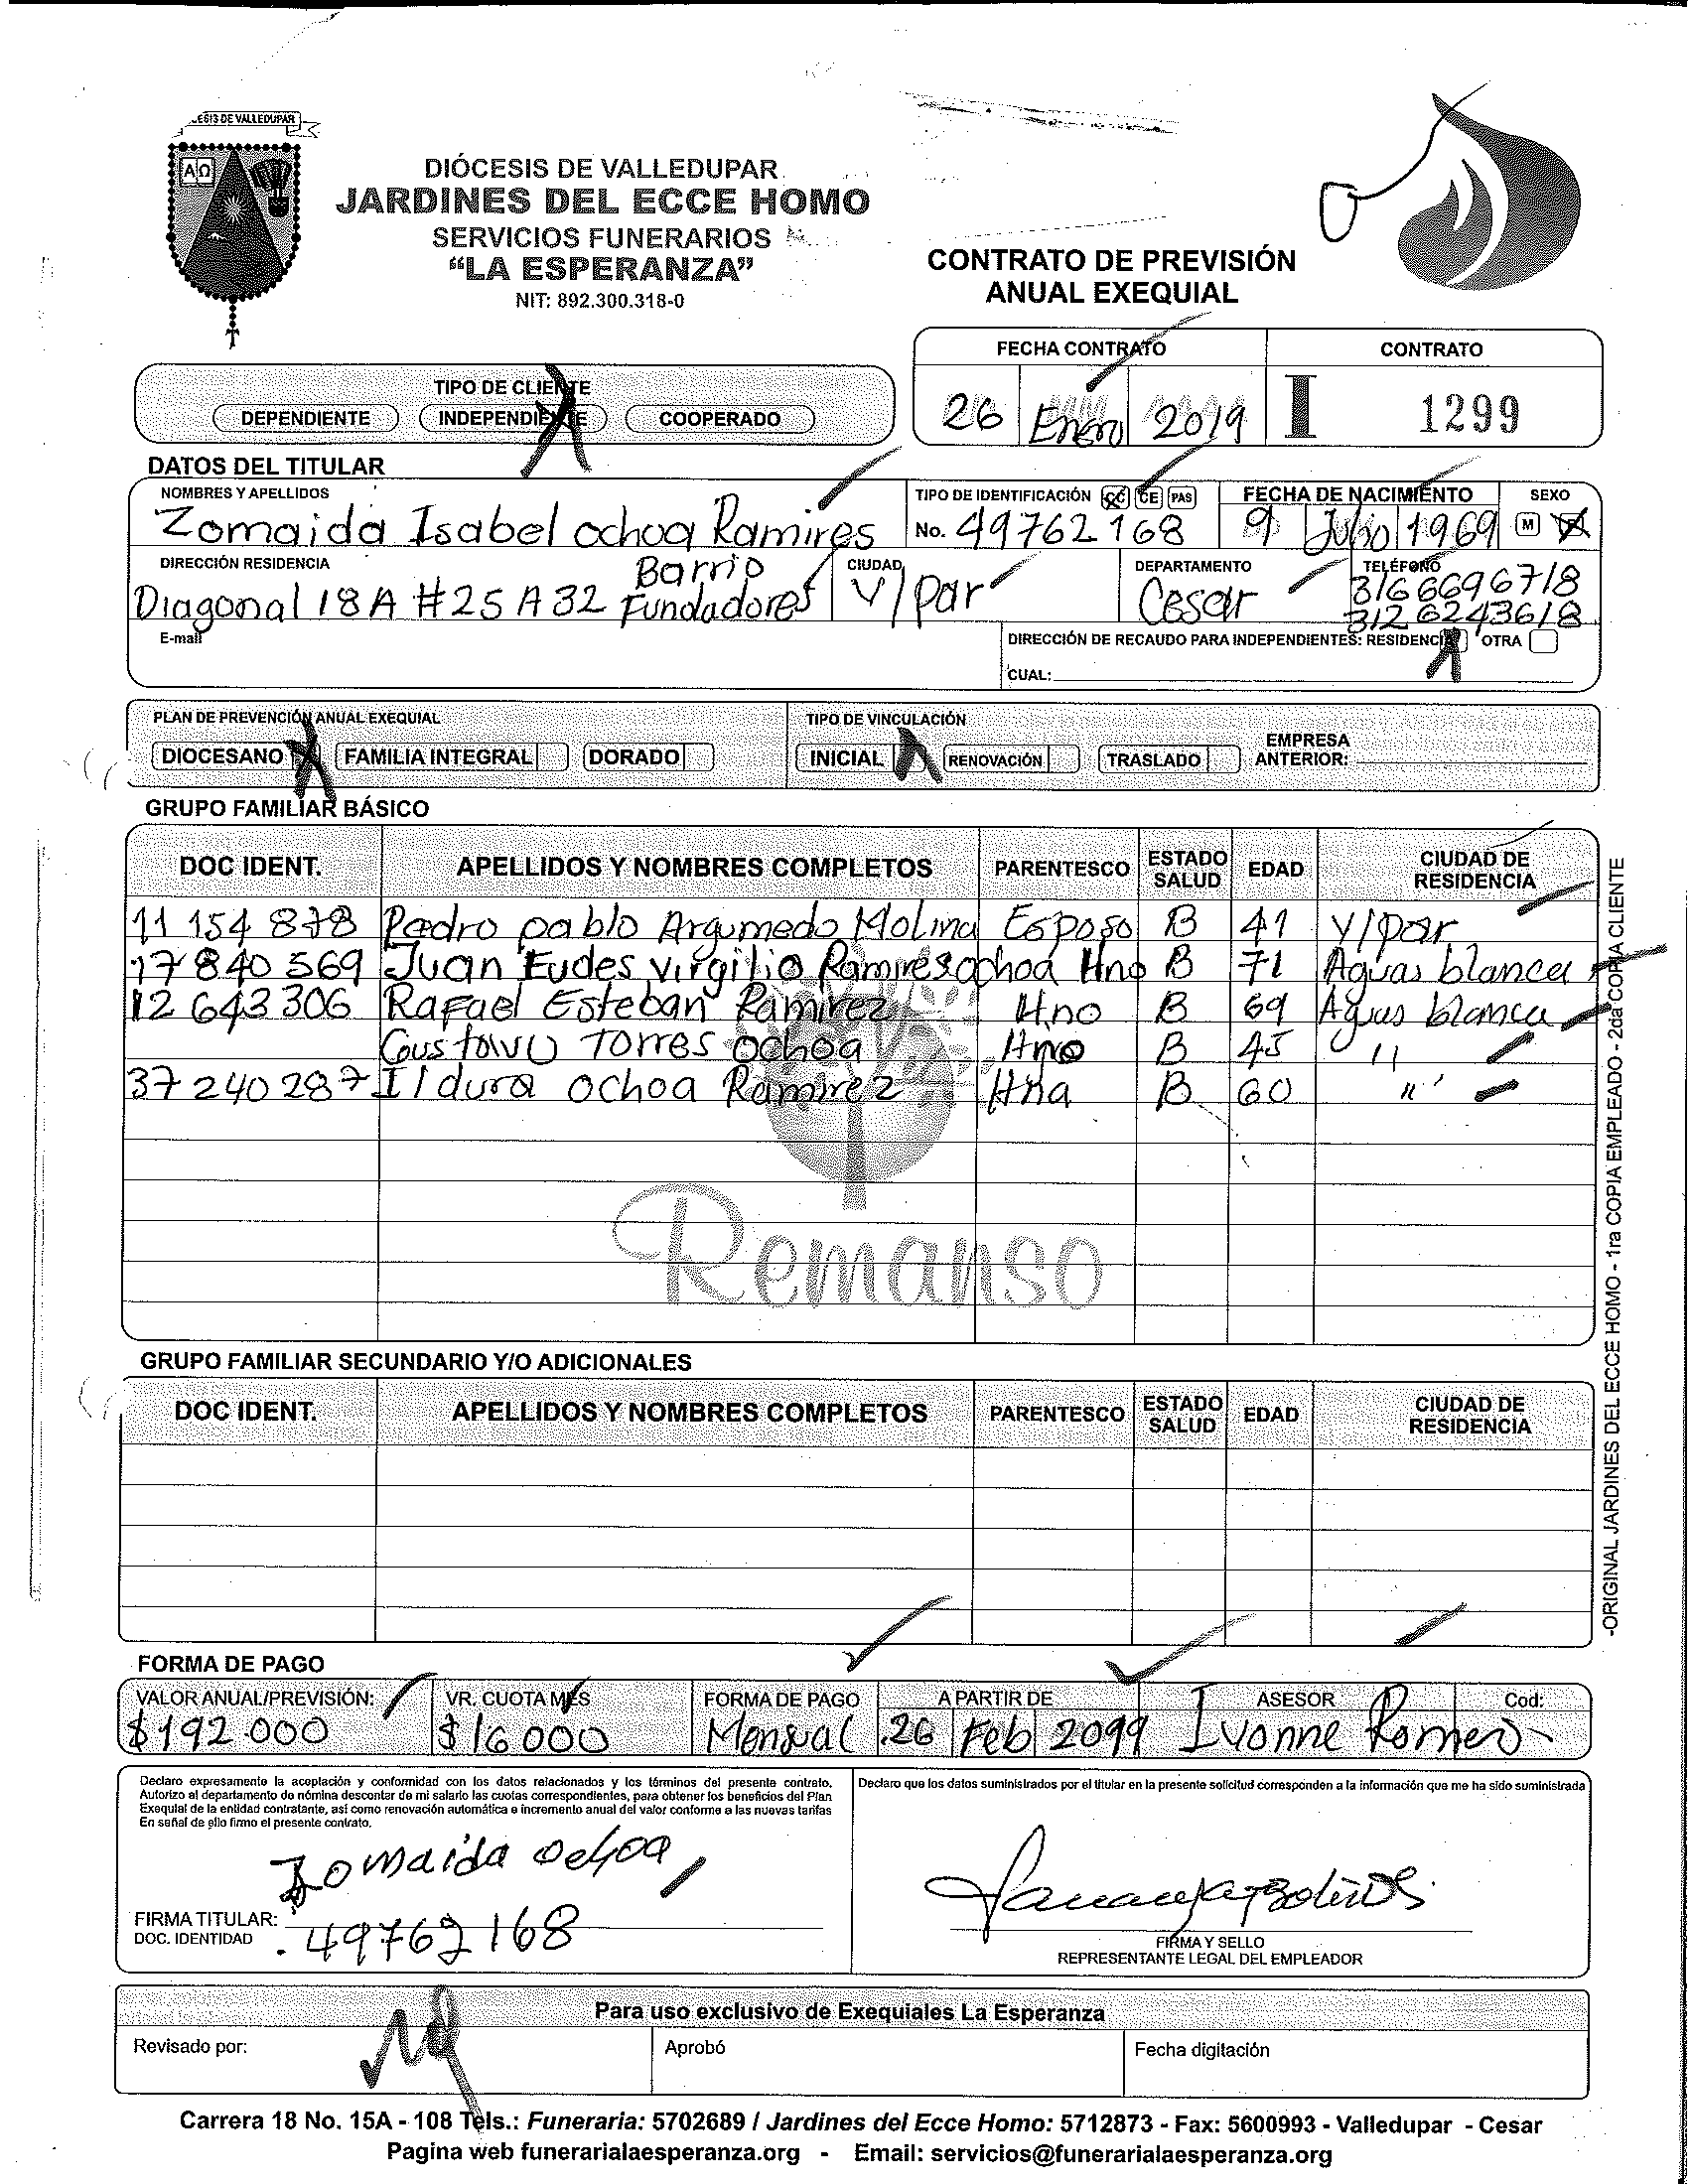 DIÓCESIS DE VALLEDUPAR
JARDINES DEL ECCE HOMO
SERVICIOS FUNERARIOS
“LA ESPERANZA”
NIT: 892.300.318-0
CONTRATO DE PREVISIÓN
ANUAL EXEQUIAL
FECHA CONTRATO CONTRATO
26 Enero 2019 I 1299
TIPO DE CLIENTE
DEPENDIENTE INDEPENDIENTE X COOPERADO
DATOS DEL TITULAR
NOMBRES Y APELLIDOS TIPO DE IDENTIFICACIÓN CC CE PAS FECHA DE NACIMIENTO SEXO
Zomaida Isabel ochoa Ramires No. 49762168 9 Julio 1969 M F
DIRECCIÓN RESIDENCIA CIUDAD DEPARTAMENTO TELÉFONO
Diagonal 18A #25A32 Barrio Fundadores V/par Cesar 3166696718
3126243618
E-mail DIRECCIÓN DE RECAUDO PARA INDEPENDIENTES: RESIDENCIA X OTRA
CUAL:
PLAN DE PREVENCIÓN ANUAL EXEQUIAL TIPO DE VINCULACIÓN
DIOCESANO X FAMILIA INTEGRAL DORADO INICIAL X RENOVACIÓN TRASLADO EMPRESA ANTERIOR:
GRUPO FAMILIAR BÁSICO
DOC IDENT. APELLIDOS Y NOMBRES COMPLETOS PARENTESCO ESTADO SALUD EDAD CIUDAD DE RESIDENCIA
11 154 878 Pedro pablo Argumedo Molina Esposo B 41 V/par
17 840 569 Juan Eudes virgilio Ramires ochoa Hno B 71 Aguas blanca
12 643 306 Rafael Esteban Ramirez Hno B 69 Aguas blanca
Gustavo Torres ochoa Hno B 45 "
37 240 287 Ildura ochoa Ramirez Hna B 60 "
Remanso
GRUPO FAMILIAR SECUNDARIO Y/O ADICIONALES
DOC IDENT. APELLIDOS Y NOMBRES COMPLETOS PARENTESCO ESTADO SALUD EDAD CIUDAD DE RESIDENCIA
-ORIGINAL JARDINES DEL ECCE HOMO - 1ra COPIA EMPLEADO - 2da COPIA CLIENTE
FORMA DE PAGO
VALOR ANUAL/PREVISIÓN: VR. CUOTA MES FORMA DE PAGO A PARTIR DE ASESOR Cod:
$192.000 $16000 Mensual 26 Feb 2019 Ivonne Romero
Declaro expresamente la aceptación y conformidad con los datos relacionados y los términos del presente contrato.
Autorizo al departamento de nómina descontar de mi salario las cuotas correspondientes, para obtener los beneficios del Plan
Exequial de la entidad contratante, así como renovación automática e incremento anual del valor conforme a las nuevas tarifas
En señal de ello firmo el presente contrato.
Declaro que los datos suministrados por el titular en la presente solicitud corresponden a la información que me ha sido suministrada
Zomaida ochoa
FIRMA TITULAR:
DOC. IDENTIDAD 49762168
FIRMA Y SELLO
REPRESENTANTE LEGAL DEL EMPLEADOR
Para uso exclusivo de Exequiales La Esperanza
Revisado por: Aprobó Fecha digitación
Carrera 18 No. 15A - 108 Tels.: Funeraria: 5702689 / Jardines del Ecce Homo: 5712873 - Fax: 5600993 - Valledupar - Cesar
Pagina web funerarialaesperanza.org - Email: servicios@funerarialaesperanza.org